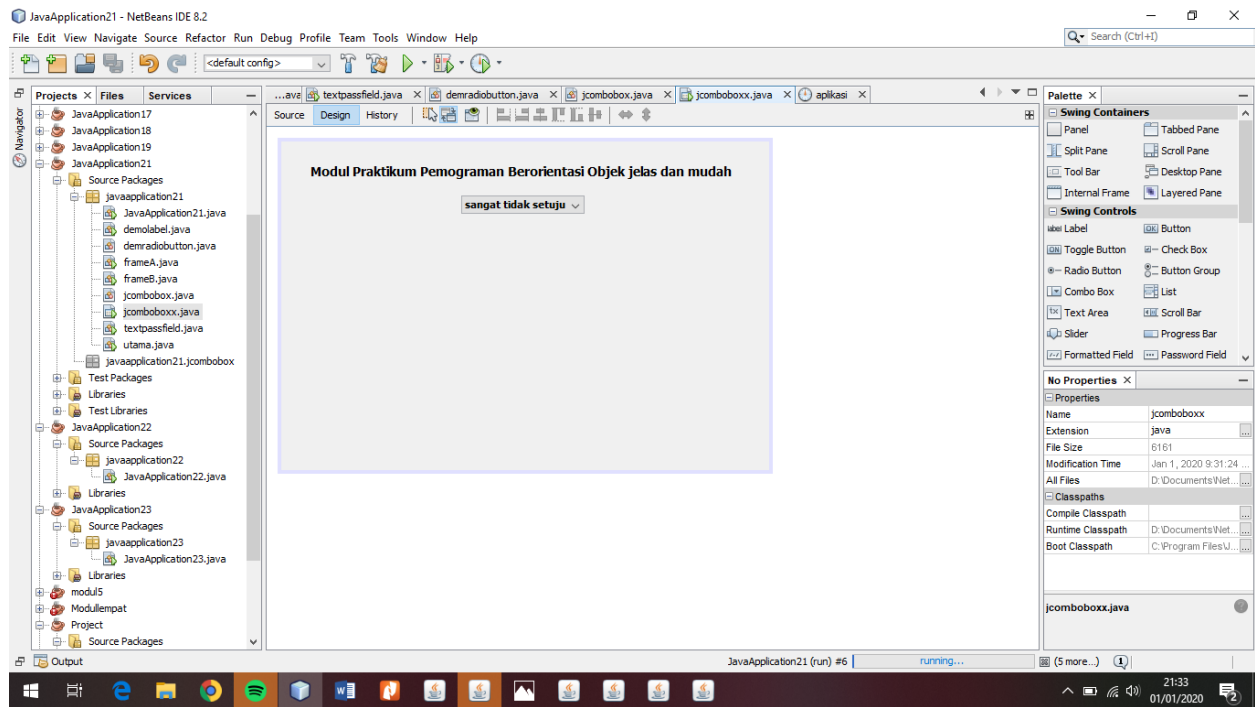 JavaApplication21 - NetBeans IDE 8.2
File Edit View Navigate Source Refactor Run Debug Profile Team Tools Window Help
Search (Ctrl+I)
<default config>
Projects Files Services
Navigator
JavaApplication17
JavaApplication18
JavaApplication19
JavaApplication21
Source Packages
javaapplication21
JavaApplication21.java
demolabel.java
demradiobutton.java
frameA.java
frameB.java
jcombobox.java
jcomboboxx.java
textpassfield.java
utama.java
javaapplication21.jcombobox
Test Packages
Libraries
Test Libraries
JavaApplication22
Source Packages
javaapplication22
JavaApplication22.java
Libraries
JavaApplication23
Source Packages
javaapplication23
JavaApplication23.java
Libraries
modul5
Modullempat
Project
Source Packages
...ava textpassfield.java demradiobutton.java jcombobox.java jcomboboxx.java aplikasi
Source Design History
Modul Praktikum Pemograman Berorientasi Objek jelas dan mudah
sangat tidak setuju
Palette
Swing Containers
Panel Tabbed Pane
Split Pane Scroll Pane
Tool Bar Desktop Pane
Internal Frame Layered Pane
Swing Controls
label Label OK Button
ON Toggle Button Check Box
Radio Button Button Group
Combo Box List
Text Area Scroll Bar
Slider Progress Bar
Formatted Field Password Field
No Properties
Properties
Name jcomboboxx
Extension java
File Size 6161
Modification Time Jan 1, 2020 9:31:24 ...
All Files D:\Documents\Net...
Classpaths
Compile Classpath
Runtime Classpath D:\Documents\Net...
Boot Classpath C:\Program Files\J...
jcomboboxx.java
Output
JavaApplication21 (run) #6 running...
(5 more...) 1
21:33
01/01/2020
2